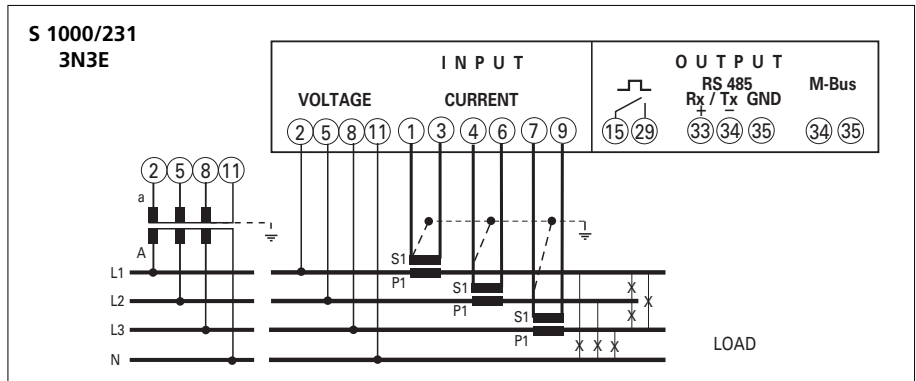 S 1000/231
3N3E
INPUT
OUTPUT
VOLTAGE
CURRENT
RS 485
Rx / Tx GND
+ −
M-Bus
2 5 8 11 1 3 4 6 7 9
15 29 33 34 35 34 35
2 5 8 11
a
A
L1
L2
L3
N
S1
P1
S1
P1
S1
P1
X
X
X
X X X
LOAD